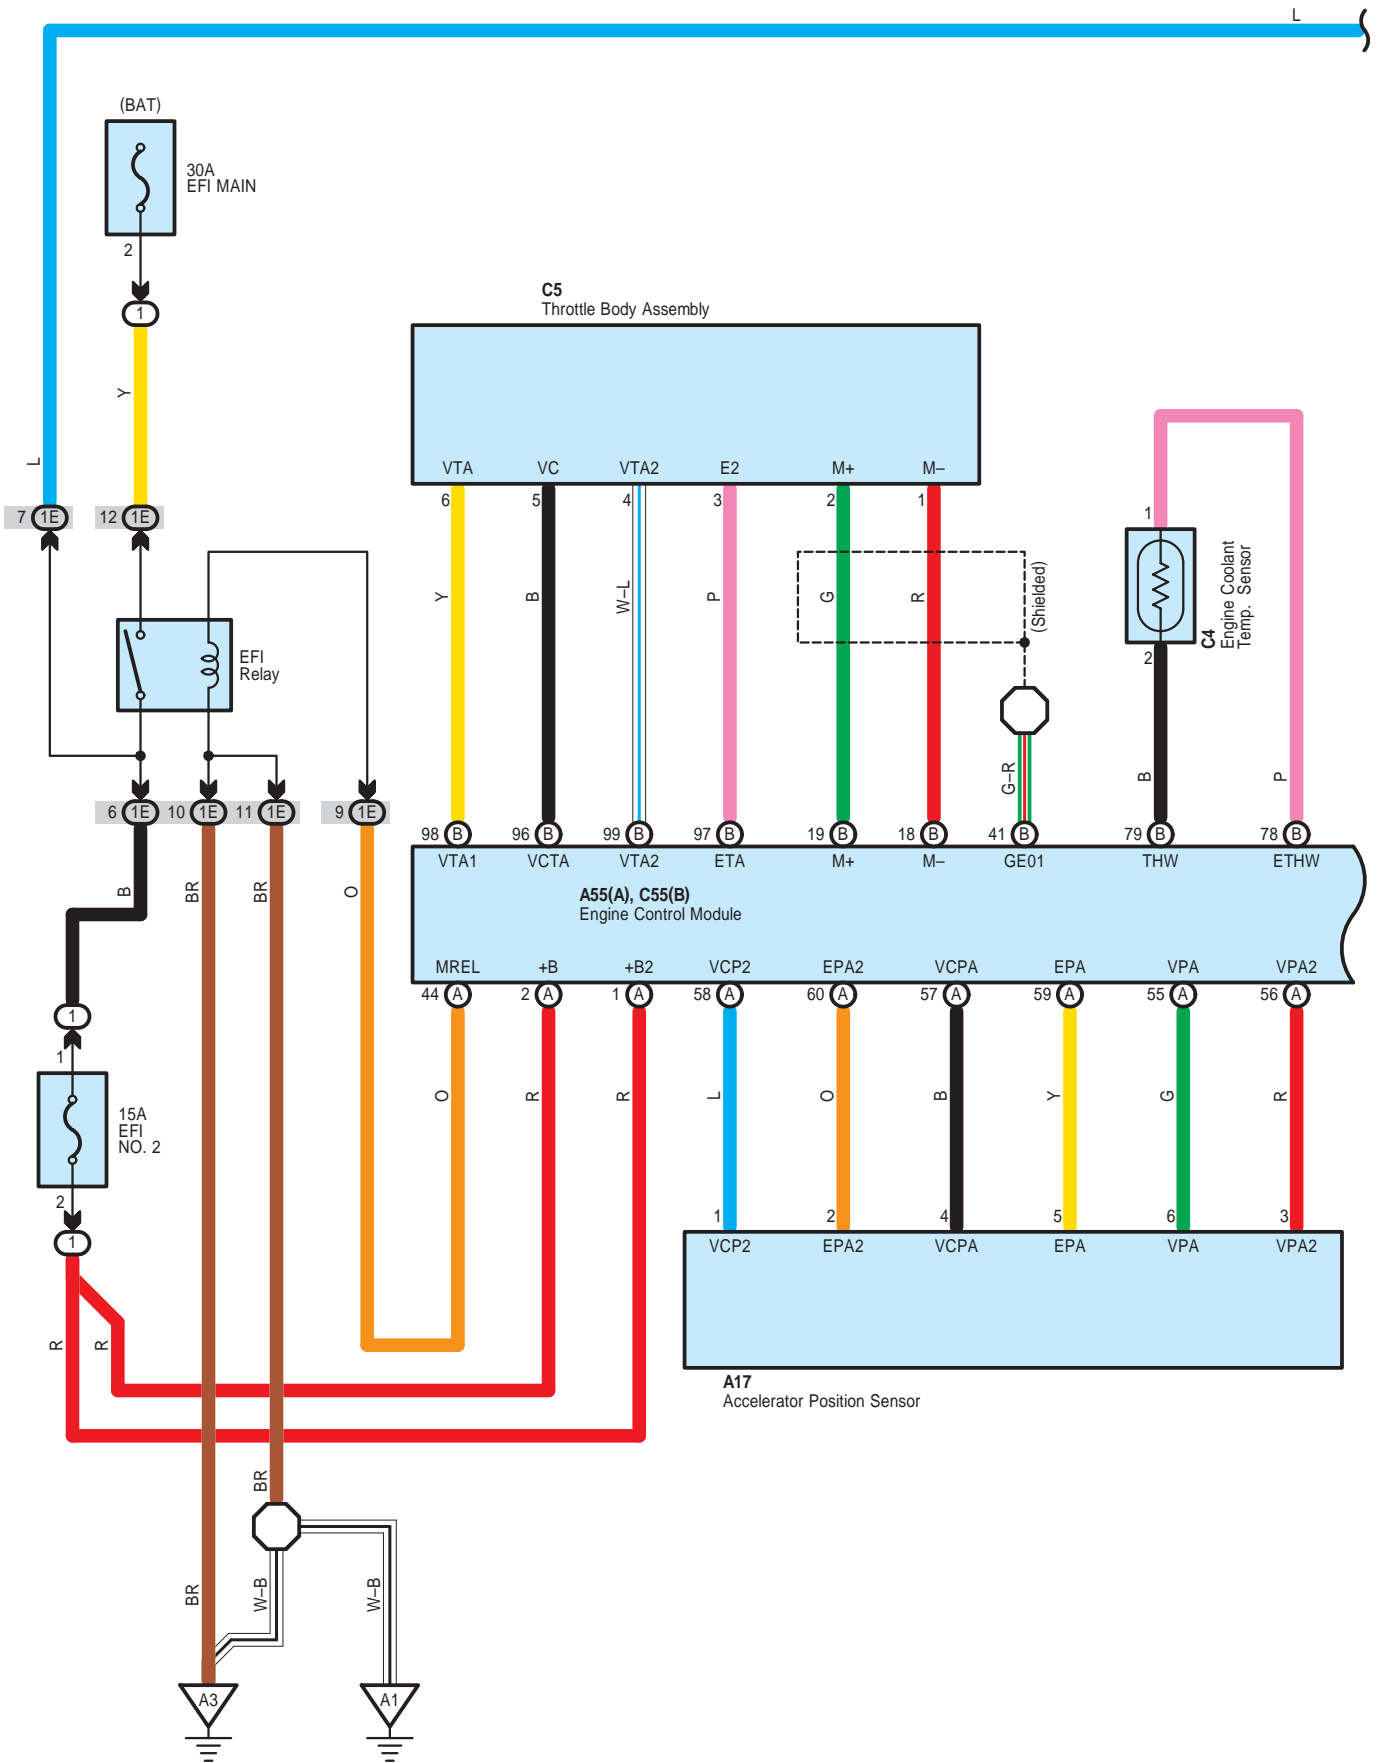 L
(BAT)
30A
EFI MAIN
2
1
Y
L
7 1E
12 1E
C5
Throttle Body Assembly
VTA VC VTA2 E2 M+ M–
6 5 4 3 2 1
Y B W–L P G R
(Shielded)
G–R
1
C4
Engine Coolant
Temp. Sensor
2
B P
EFI
Relay
6 1E 10 1E 11 1E 9 1E
98 B 96 B 99 B 97 B 19 B 18 B 41 B 79 B 78 B
VTA1 VCTA VTA2 ETA M+ M– GE01 THW ETHW
B BR BR O
A55(A), C55(B)
Engine Control Module
MREL +B +B2 VCP2 EPA2 VCPA EPA VPA VPA2
44 A 2 A 1 A 58 A 60 A 57 A 59 A 55 A 56 A
1
1
O R R L O B Y G R
15A
EFI
NO. 2
2
1
1 2 4 5 6 3
VCP2 EPA2 VCPA EPA VPA VPA2
R R
A17
Accelerator Position Sensor
BR
BR W–B W–B
A3 A1